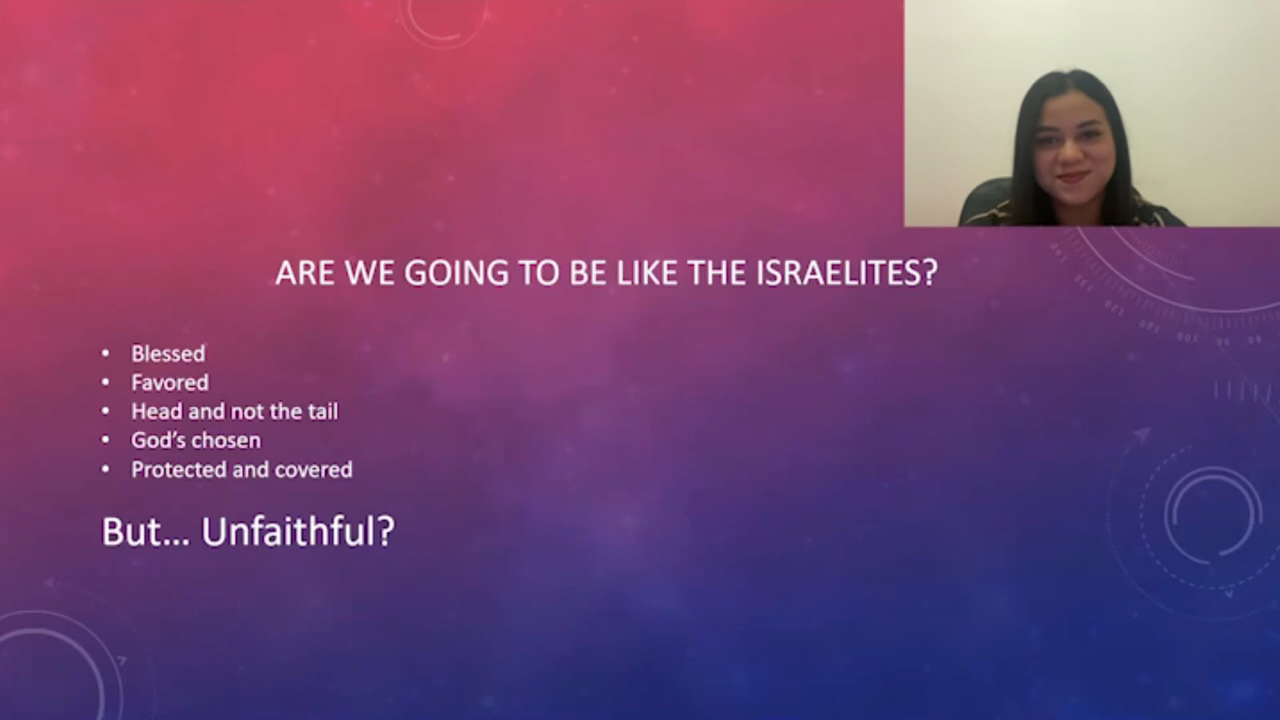 ARE WE GOING TO BE LIKE THE ISRAELITES?
• Blessed
• Favored
• Head and not the tail
• God's chosen
• Protected and covered
But... Unfaithful?